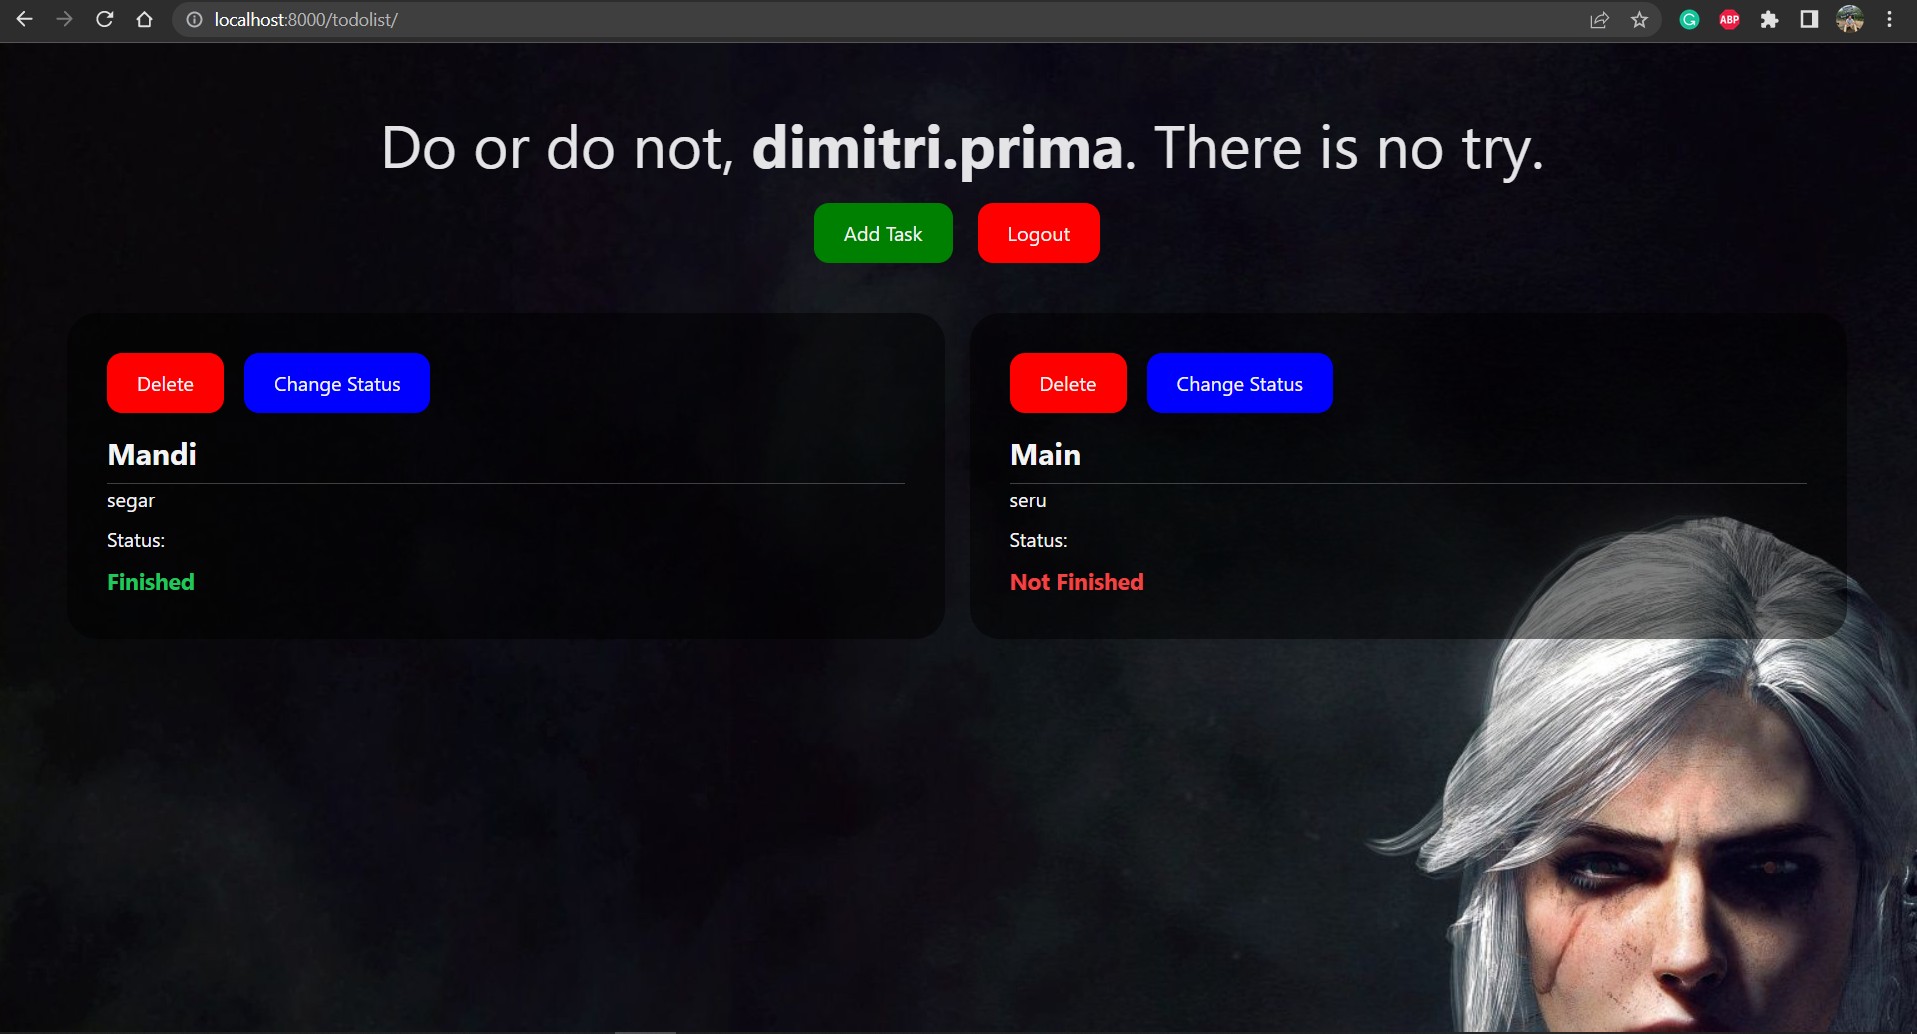 localhost:8000/todolist/
ABP
Do or do not, dimitri.prima. There is no try.
Add Task Logout
Delete Change Status
Mandi
segar
Status:
Finished
Delete Change Status
Main
seru
Status:
Not Finished